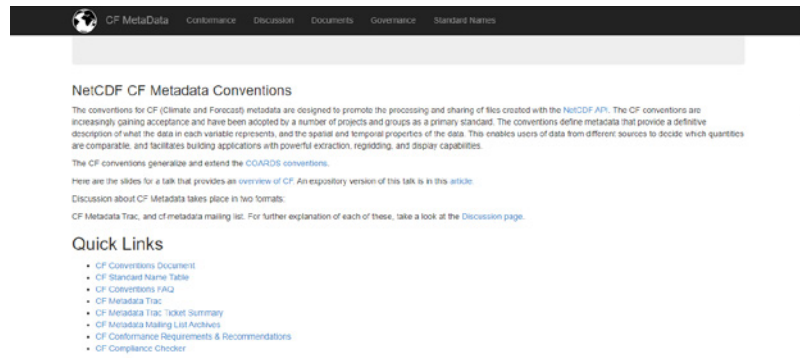 CF MetaData Conformance Discussion Documents Governance Standard Names
NetCDF CF Metadata Conventions
The conventions for CF (Climate and Forecast) metadata are designed to promote the processing and sharing of files created with the NetCDF API. The CF conventions are
increasingly gaining acceptance and have been adopted by a number of projects and groups as a primary standard. The conventions define metadata that provide a definitive
description of what the data in each variable represents, and the spatial and temporal properties of the data. This enables users of data from different sources to decide which quantities
are comparable, and facilitates building applications with powerful extraction, regridding, and display capabilities.
The CF conventions generalize and extend the COARDS conventions.
Here are the slides for a talk that provides an overview of CF. An expository version of this talk is in this article:
Discussion about CF Metadata takes place in two formats:
CF Metadata Trac, and cf-metadata mailing list. For further explanation of each of these, take a look at the Discussion page.
Quick Links
• CF Conventions Document
• CF Standard Name Table
• CF Conventions FAQ
• CF Metadata Trac
• CF Metadata Trac Ticket Summary
• CF Metadata Mailing List Archives
• CF Conformance Requirements & Recommendations
• CF Compliance Checker